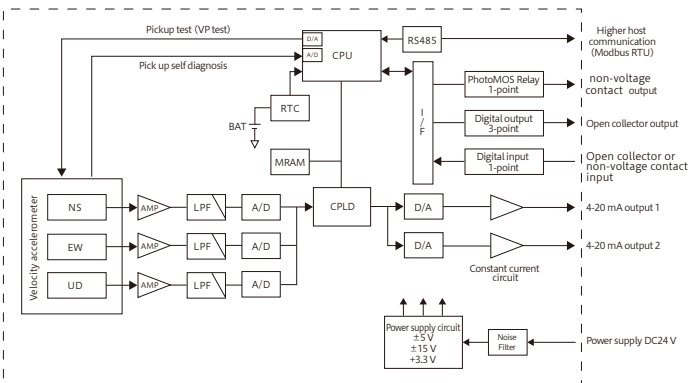 Pickup test (VP test)
Pick up self diagnosis
D/A
A/D
CPU
RS485
Higher host
communication
(Modbus RTU)
RTC
BAT
MRAM
I/F
PhotoMOS Relay
1-point
non-voltage
contact output
Digital output
3-point
Open collector output
Digital input
1-point
Open collector or
non-voltage contact
input
Velocity accelerometer
NS
AMP
LPF
A/D
CPLD
D/A
4-20 mA output 1
EW
AMP
LPF
A/D
D/A
4-20 mA output 2
UD
AMP
LPF
A/D
Constant current
circuit
Power supply circuit
±5 V
±15 V
+3.3 V
Noise
Filter
Power supply DC24 V